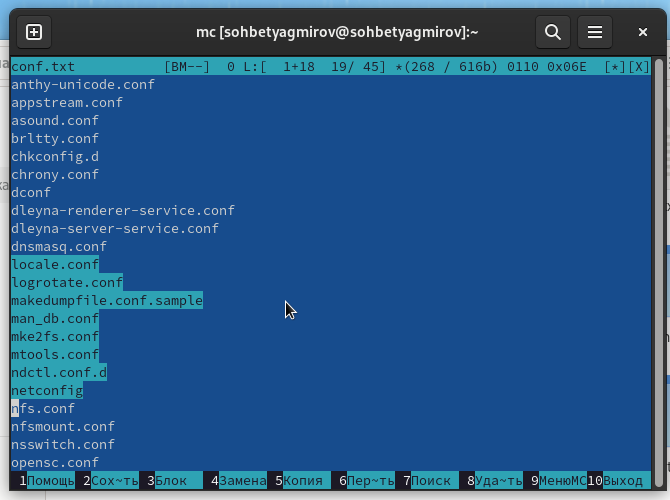 mc [sohbetyagmirov@sohbetyagmirov]:~
conf.txt [BM--] 0 L:[ 1+18 19/ 45] *(268 / 616b) 0110 0x06E [*][X]
anthy-unicode.conf
appstream.conf
asound.conf
brltty.conf
chkconfig.d
chrony.conf
dconf
dleyna-renderer-service.conf
dleyna-server-service.conf
dnsmasq.conf
locale.conf
logrotate.conf
makedumpfile.conf.sample
man_db.conf
mke2fs.conf
mtools.conf
ndctl.conf.d
netconfig
nfs.conf
nfsmount.conf
nsswitch.conf
opensc.conf
1Помощь 2Сох~ть 3Блок 4Замена 5Копия 6Пер~ть 7Поиск 8Уда~ть 9МенюMC 10Выход